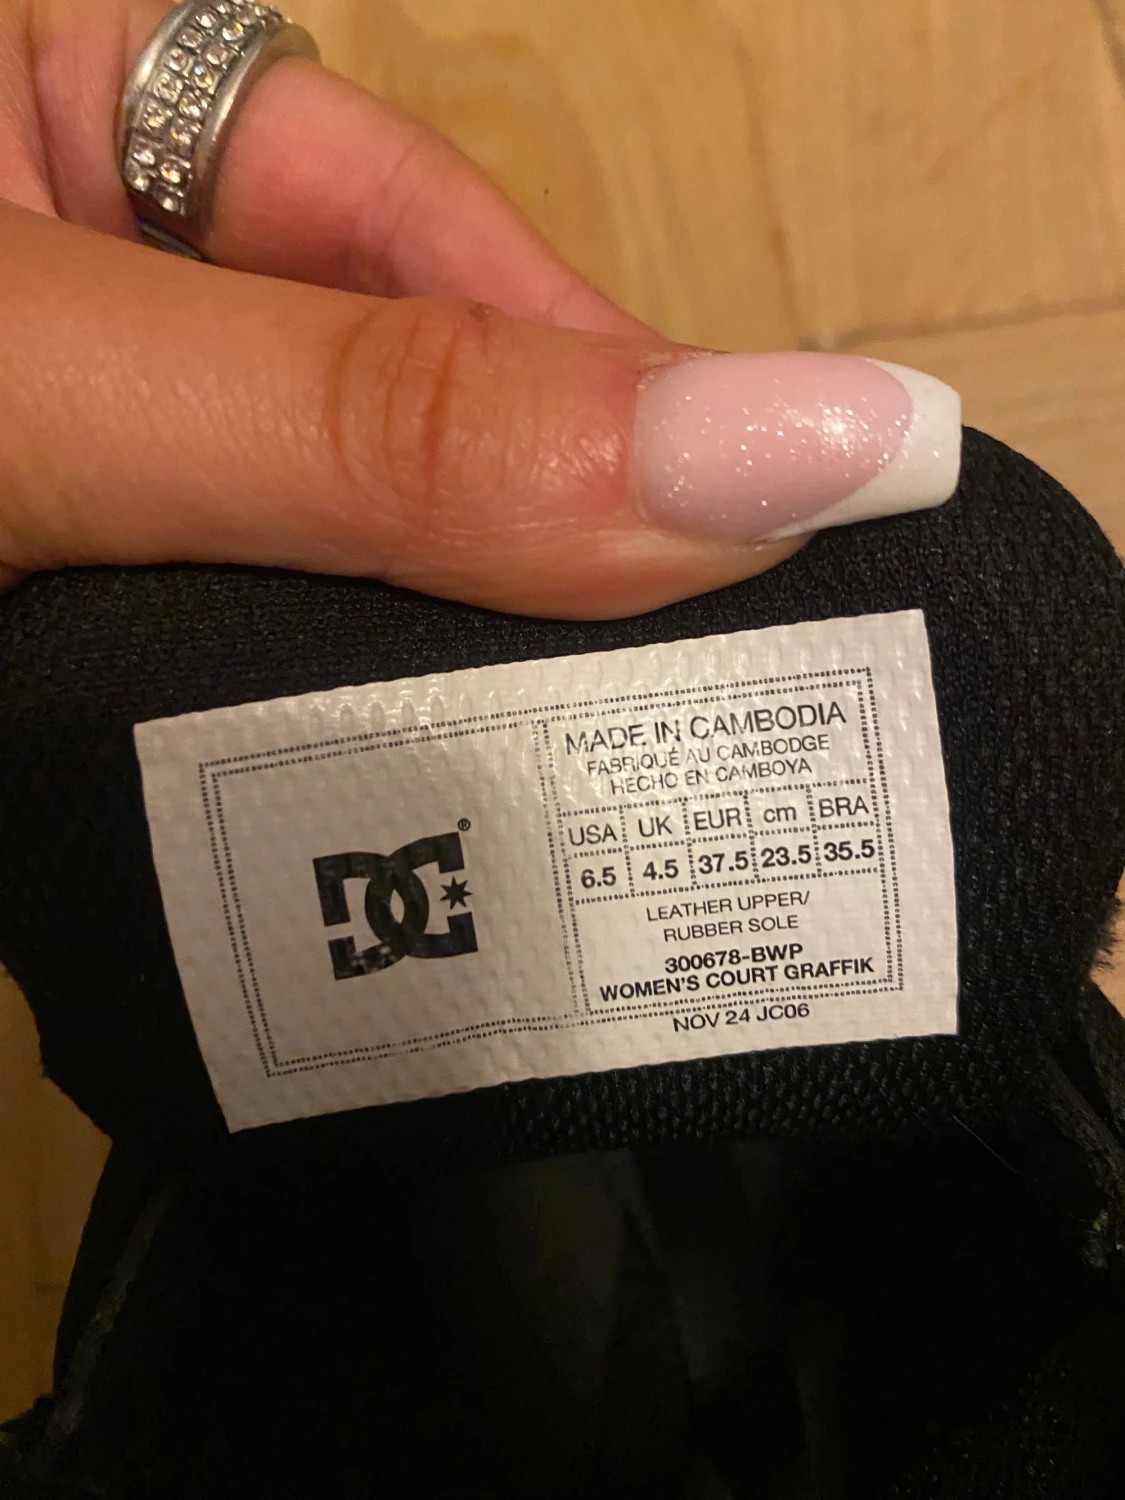 DC®
MADE IN CAMBODIA
FABRIQUÉ AU CAMBODGE
HECHO EN CAMBOYA
USA UK EUR cm BRA
6.5 4.5 37.5 23.5 35.5
LEATHER UPPER/
RUBBER SOLE
300678-BWP
WOMEN'S COURT GRAFFIK
NOV 24 JC06